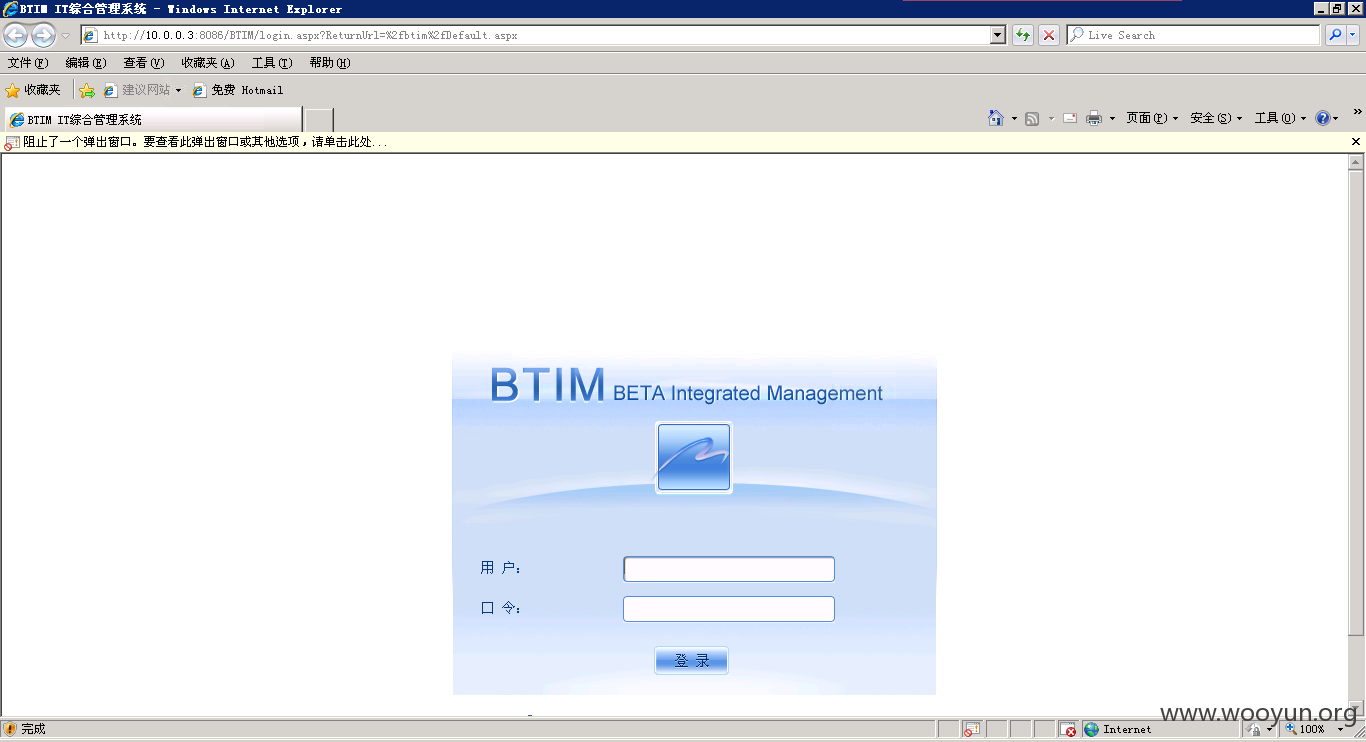 BTIM IT综合管理系统 - Windows Internet Explorer
http://10.0.0.3:8086/BTIM/login.aspx?ReturnUrl=%2fbtim%2fDefault.aspx
Live Search
文件(F) 编辑(E) 查看(V) 收藏夹(A) 工具(T) 帮助(H)
收藏夹 建议网站 免费 Hotmail
BTIM IT综合管理系统
页面(P) 安全(S) 工具(O)
阻止了一个弹出窗口。要查看此弹出窗口或其他选项，请单击此处...
BTIM BETA Integrated Management
用 户:
口 令:
登 录
www.wooyun.org
完成
Internet
100%